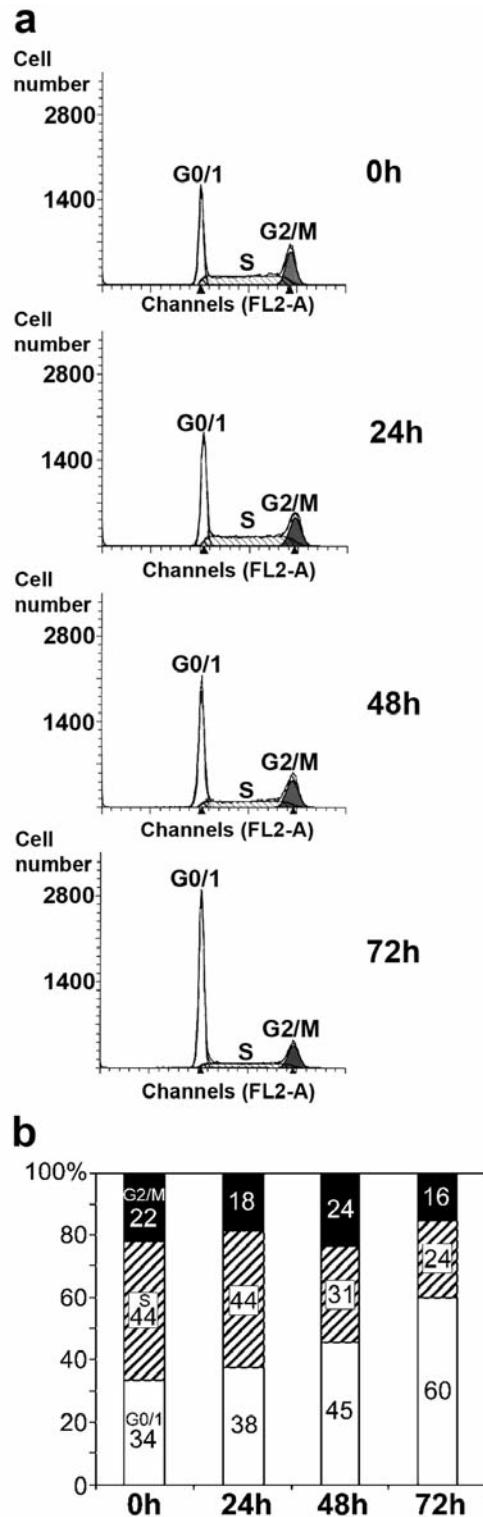 a
Cell
number
2800
1400
G0/1
S
G2/M
0h
Channels (FL2-A)
Cell
number
2800
1400
G0/1
S
G2/M
24h
Channels (FL2-A)
Cell
number
2800
1400
G0/1
S
G2/M
48h
Channels (FL2-A)
Cell
number
2800
1400
G0/1
S
G2/M
72h
Channels (FL2-A)
b
100%
80
60
40
20
0
G2/M
22
S
44
G0/1
34
18
44
38
24
31
45
16
24
60
0h 24h 48h 72h